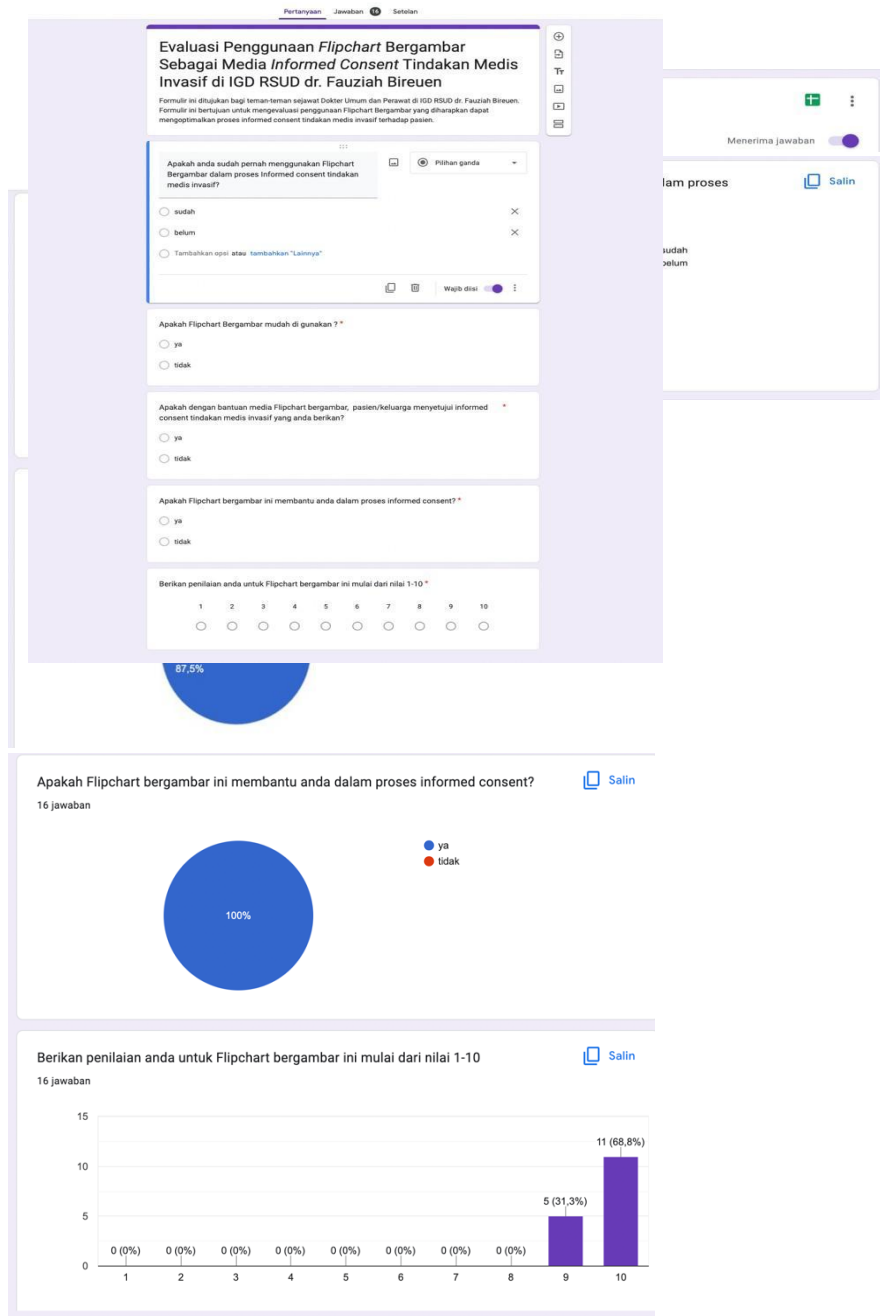 Pertanyaan Jawaban 16 Setelan
Evaluasi Penggunaan Flipchart Bergambar
Sebagai Media Informed Consent Tindakan Medis
Invasif di IGD RSUD dr. Fauziah Bireuen
Formulir ini ditujukan bagi teman-teman sejawat Dokter Umum dan Perawat di IGD RSUD dr. Fauziah Bireuen.
Formulir ini bertujuan untuk mengevaluasi penggunaan Flipchart Bergambar yang diharapkan dapat
mengoptimalkan proses informed consent tindakan medis invasif terhadap pasien.
Tт
Menerima jawaban
Apakah anda sudah pernah menggunakan Flipchart
Bergambar dalam proses Informed consent tindakan
medis invasif?
Pilihan ganda
lam proses
Salin
sudah
belum
Tambahkan opsi atau tambahkan "Lainnya"
Wajib diisi
sudah
belum
Apakah Flipchart Bergambar mudah di gunakan ? *
ya
tidak
Apakah dengan bantuan media Flipchart bergambar, pasien/keluarga menyetujui informed *
consent tindakan medis invasif yang anda berikan?
ya
tidak
Apakah Flipchart bergambar ini membantu anda dalam proses informed consent? *
ya
tidak
Berikan penilaian anda untuk Flipchart bergambar ini mulai dari nilai 1-10 *
1 2 3 4 5 6 7 8 9 10
87,5%
Apakah Flipchart bergambar ini membantu anda dalam proses informed consent?
Salin
16 jawaban
ya
tidak
100%
Berikan penilaian anda untuk Flipchart bergambar ini mulai dari nilai 1-10
Salin
16 jawaban
15
10
5
0
0 (0%) 0 (0%) 0 (0%) 0 (0%) 0 (0%) 0 (0%) 0 (0%) 0 (0%) 5 (31,3%) 11 (68,8%)
1 2 3 4 5 6 7 8 9 10